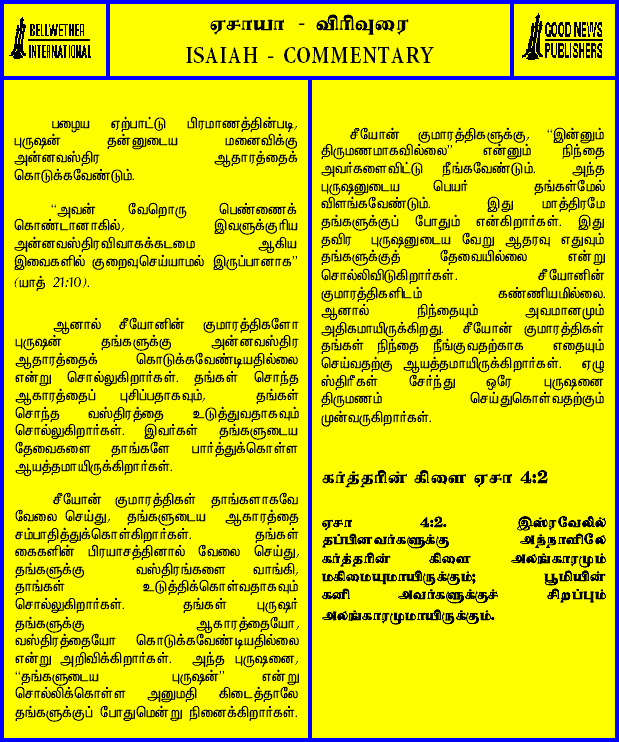 BELLWETHER
INTERNATIONAL
ஏசாயா - விரிவுரை
ISAIAH - COMMENTARY
GOOD NEWS
PUBLISHERS
பழைய ஏற்பாட்டு பிரமாணத்தின்படி,
புருஷன் தன்னுடைய மனைவிக்கு
அன்னவஸ்திர ஆதாரத்தைக்
கொடுக்கவேண்டும்.
“அவன் வேறொரு பெண்ணைக்
கொண்டானாகில், இவளுக்குரிய
அன்னவஸ்திரவிவாகக்கடமை ஆகிய
இவைகளில் குறைவுசெய்யாமல் இருப்பானாக”
(யாத் 21:10).
ஆனால் சீயோனின் குமாரத்திகளோ
புருஷன் தங்களுக்கு அன்னவஸ்திர
ஆதாரத்தைக் கொடுக்கவேண்டியதில்லை
என்று சொல்லுகிறார்கள். தங்கள் சொந்த
ஆகாரத்தைப் புசிப்பதாகவும், தங்கள்
சொந்த வஸ்திரத்தை உடுத்துவதாகவும்
சொல்லுகிறார்கள். இவர்கள் தங்களுடைய
தேவைகளை தாங்களே பார்த்துக்கொள்ள
ஆயத்தமாயிருக்கிறார்கள்.
சீயோன் குமாரத்திகள் தாங்களாகவே
வேலை செய்து, தங்களுடைய ஆகாரத்தை
சம்பாதித்துக்கொள்கிறார்கள். தங்கள்
கைகளின் பிரயாசத்தினால் வேலை செய்து,
தங்களுக்கு வஸ்திரங்களை வாங்கி,
தாங்கள் உடுத்திக்கொள்வதாகவும்
சொல்லுகிறார்கள். தங்கள் புருஷர்
தங்களுக்கு ஆகாரத்தையோ,
வஸ்திரத்தையோ கொடுக்கவேண்டியதில்லை
என்று அறிவிக்கிறார்கள். அந்த புருஷனை,
“தங்களுடைய புருஷன்” என்று
சொல்லிக்கொள்ள அனுமதி கிடைத்தாலே
தங்களுக்குப் போதுமென்று நினைக்கிறார்கள்.
சீயோன் குமாரத்திகளுக்கு, “இன்னும்
திருமணமாகவில்லை” என்னும் நிந்தை
அவர்களைவிட்டு நீங்கவேண்டும். அந்த
புருஷனுடைய பெயர் தங்கள்மேல்
விளங்கவேண்டும். இது மாத்திரமே
தங்களுக்குப் போதும் என்கிறார்கள். இது
தவிர புருஷனுடைய வேறு ஆதரவு எதுவும்
தங்களுக்குத் தேவையில்லை என்று
சொல்லிவிடுகிறார்கள். சீயோனின்
குமாரத்திகளிடம் கண்ணியமில்லை.
ஆனால் நிந்தையும் அவமானமும்
அதிகமாயிருக்கிறது. சீயோன் குமாரத்திகள்
தங்கள் நிந்தை நீங்குவதற்காக எதையும்
செய்வதற்கு ஆயத்தமாயிருக்கிறார்கள். ஏழு
ஸ்திரீகள் சேர்ந்து ஒரே புருஷனை
திருமணம் செய்துகொள்வதற்கும்
முன்வருகிறார்கள்.
கர்த்தரின் கிளை ஏசா 4:2
ஏசா 4:2. இஸ்ரவேலில்
தப்பினவர்களுக்கு அந்நாளிலே
கர்த்தரின் கிளை அலங்காரமும்
மகிமையுமாயிருக்கும்; பூமியின்
கனி அவர்களுக்குச் சிறப்பும்
அலங்காரமுமாயிருக்கும்.